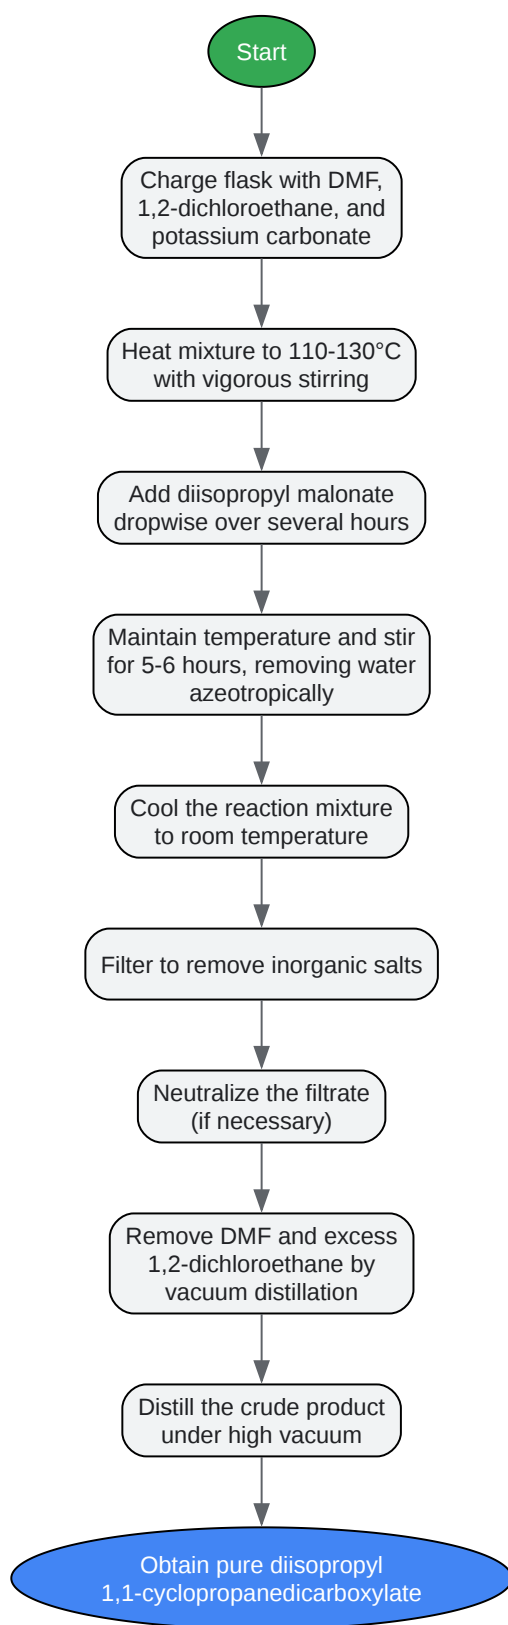 Start
Charge flask with DMF,
1,2-dichloroethane, and
potassium carbonate
Heat mixture to 110-130°C
with vigorous stirring
Add diisopropyl malonate
dropwise over several hours
Maintain temperature and stir
for 5-6 hours, removing water
azeotropically
Cool the reaction mixture
to room temperature
Filter to remove inorganic salts
Neutralize the filtrate
(if necessary)
Remove DMF and excess
1,2-dichloroethane by
vacuum distillation
Distill the crude product
under high vacuum
Obtain pure diisopropyl
1,1-cyclopropanedicarboxylate